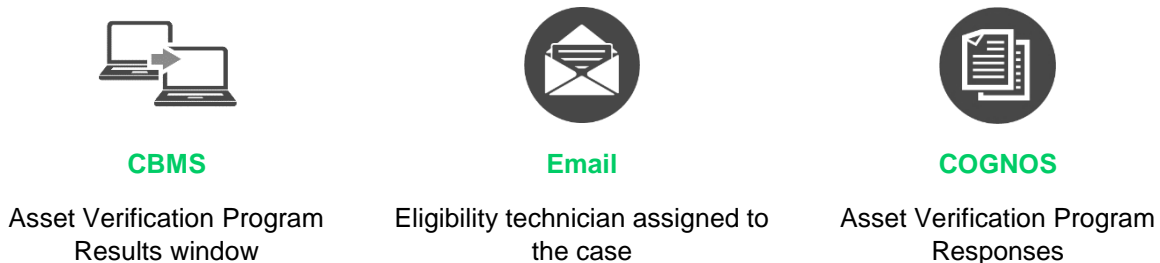 CBMS
Asset Verification Program
Results window
Email
Eligibility technician assigned to
the case
COGNOS
Asset Verification Program
Responses